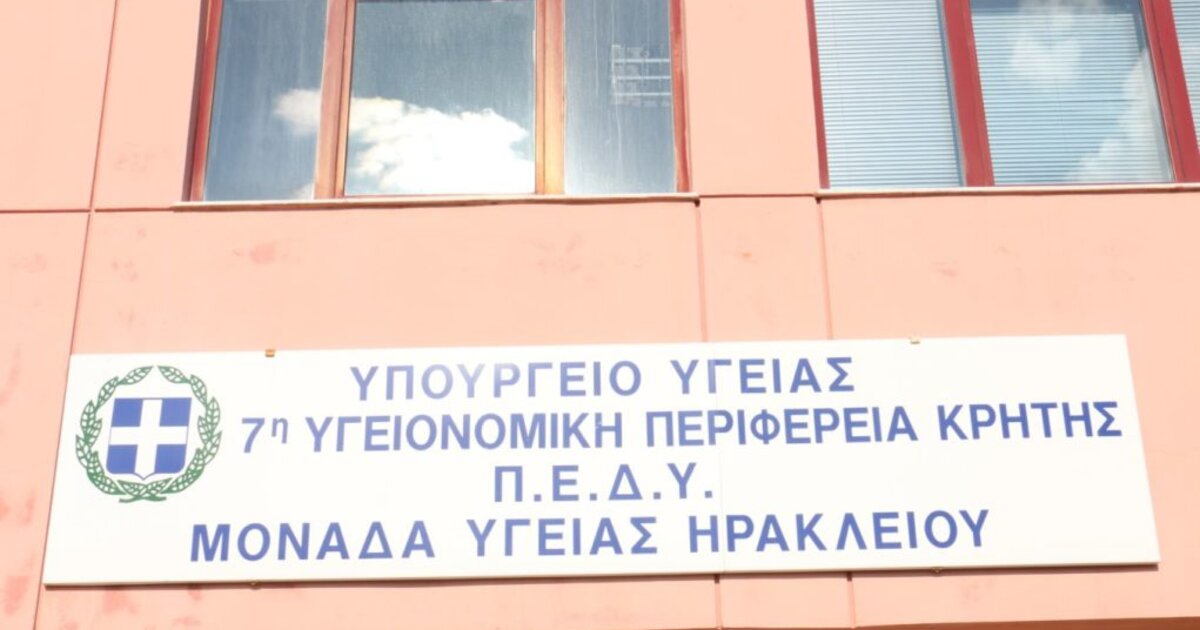 ΥΠΟΥΡΓΕΙΟ ΥΓΕΙΑΣ
7η ΥΓΕΙΟΝΟΜΙΚΗ ΠΕΡΙΦΕΡΕΙΑ ΚΡΗΤΗΣ
Π.Ε.Δ.Υ.
ΜΟΝΑΔΑ ΥΓΕΙΑΣ ΗΡΑΚΛΕΙΟΥ